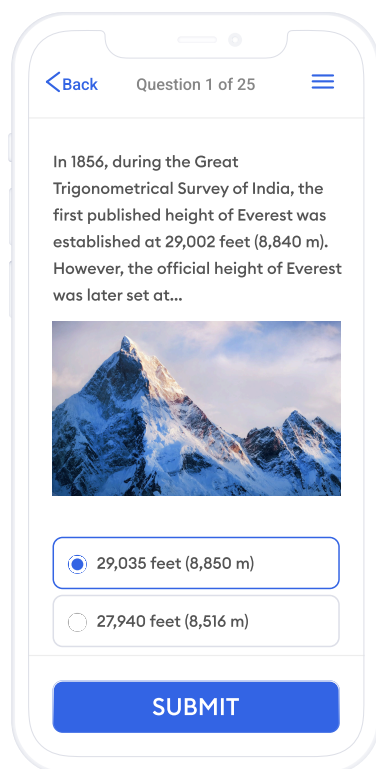 Back
Question 1 of 25
In 1856, during the Great
Trigonometrical Survey of India, the
first published height of Everest was
established at 29,002 feet (8,840 m).
However, the official height of Everest
was later set at...
29,035 feet (8,850 m)
27,940 feet (8,516 m)
SUBMIT